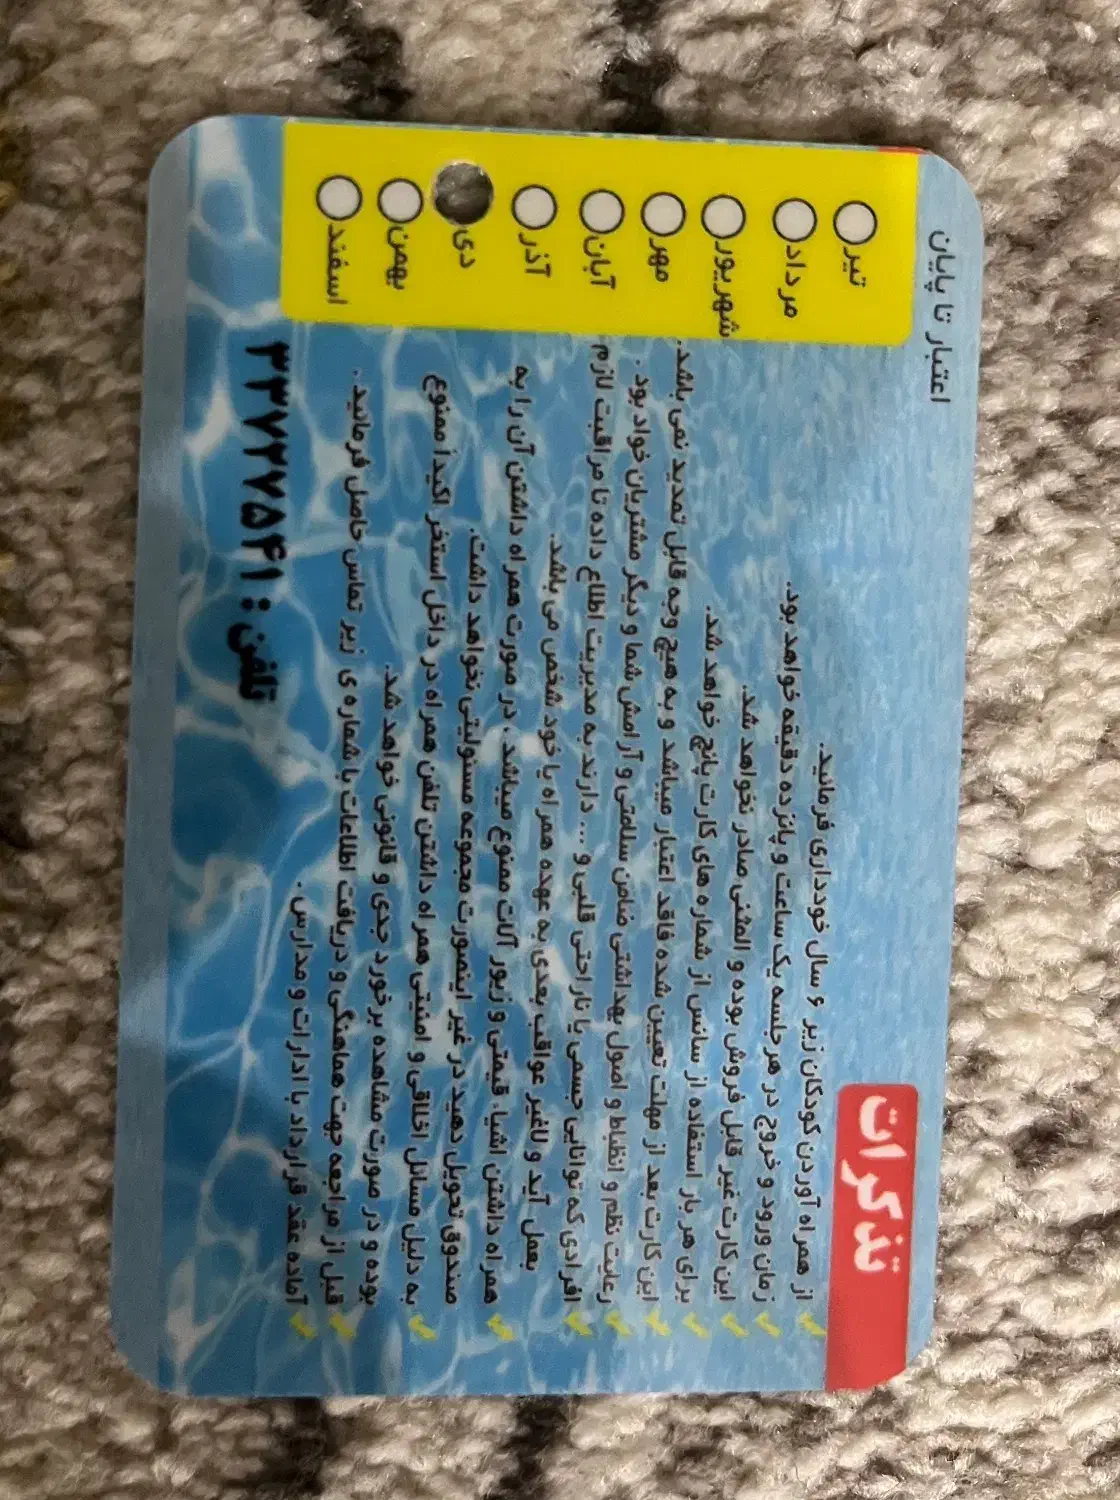 تذکرات
از همراه آوردن کودکان زیر ۶ سال خودداری فرمائید.
زمان ورود و خروج در هر جلسه یک ساعت و پانزده دقیقه خواهد بود.
این کارت غیر قابل فروش بوده و المثنی صادر نخواهد شد.
برای هر بار استفاده از سانس از شماره های کارت پانچ خواهد شد.
این کارت بعد از مهلت تعیین شده فاقد اعتبار میباشد و به هیچ وجه قابل تمدید نمی باشد.
رعایت نظم و انظباط و اصول بهداشتی ضامن سلامتی و آرامش شما و دیگر مشتریان خواد بود .
افرادی که توانایی جسمی یا ناراحتی قلبی و ... دارند به مدیریت اطلاع داده تا مراقبت لازم
بعمل آید و لاغیر عواقب بعدی به عهده همراه یا خود شخص می باشد.
همراه داشتن اشیاء قیمتی و زیور آلات ممنوع میباشد . در صورت همراه داشتن آن را به
صندوق تحویل دهید در غیر اینصورت مجموعه مسئولیتی نخواهد داشت.
به دلیل مسائل اخلاقی و امنیتی همراه داشتن تلفن همراه در داخل استخر اکیداً ممنوع
بوده و در صورت مشاهده برخورد جدی و قانونی خواهد شد.
قبل از مراجعه جهت هماهنگی و دریافت اطلاعات با شماره ی زیر تماس حاصل فرمائید.
آماده عقد قرارداد با ادارات و مدارس .
تلفن : ۳۳۷۲۷۵۴۱
اعتبار تا پایان
تیر
مرداد
شهریور
مهر
آبان
آذر
دی
بهمن
اسفند